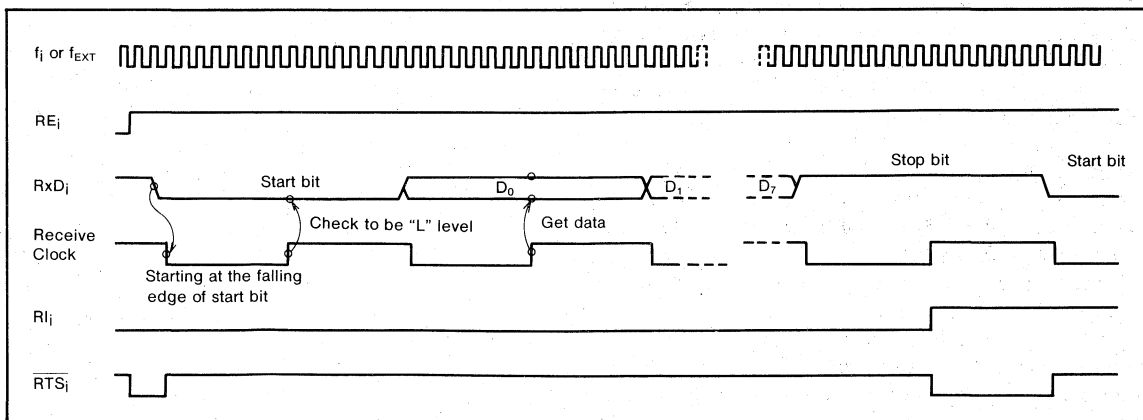 fi or fEXT
REi
RxDi
Start bit
D0
D1
D7
Stop bit
Start bit
Check to be "L" level
Get data
Receive
Clock
Starting at the falling
edge of start bit
RIi
RTSi